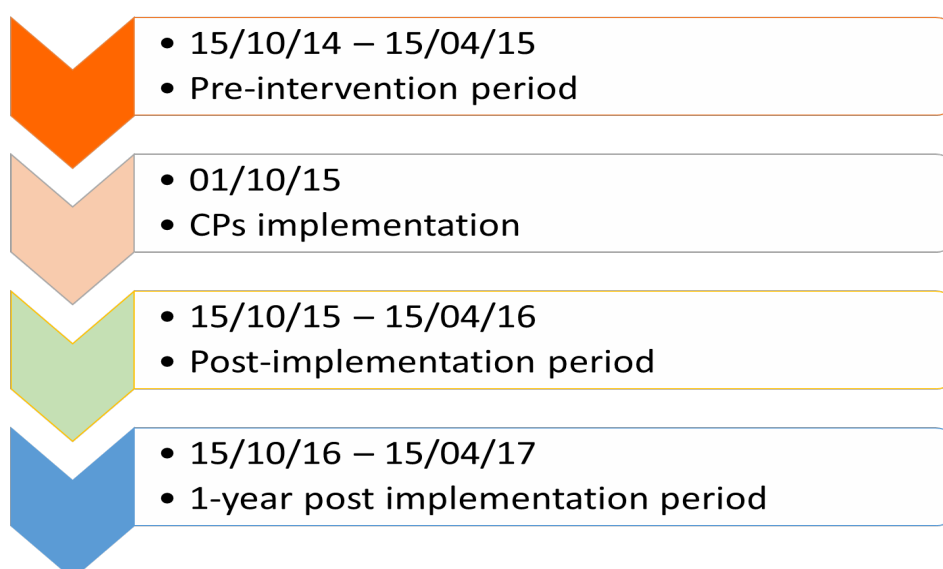 • 15/10/14 – 15/04/15
• Pre-intervention period
• 01/10/15
• CPs implementation
• 15/10/15 – 15/04/16
• Post-implementation period
• 15/10/16 – 15/04/17
• 1-year post implementation period